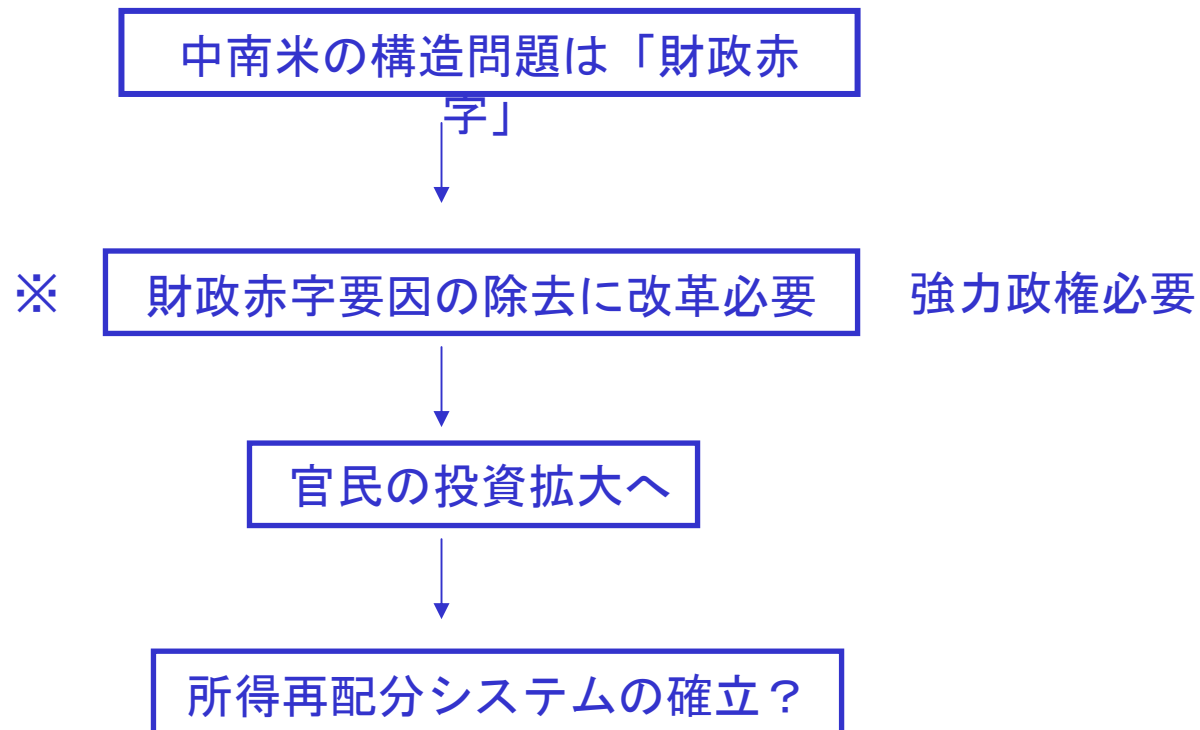 中南米の構造問題は「財政赤
字」
※ 財政赤字要因の除去に改革必要 強力政権必要
官民の投資拡大へ
所得再配分システムの確立？